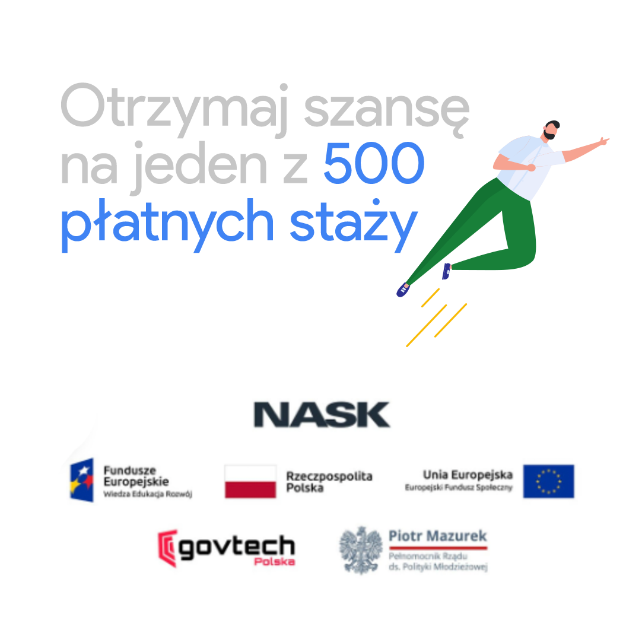 Otrzymaj szansę
na jeden z 500
płatnych staży
NASK
Fundusze
Europejskie
Wiedza Edukacja Rozwój
Rzeczpospolita
Polska
Unia Europejska
Europejski Fundusz Społeczny
govtech
Polska
Piotr Mazurek
Pełnomocnik Rządu
ds. Polityki Młodzieżowej